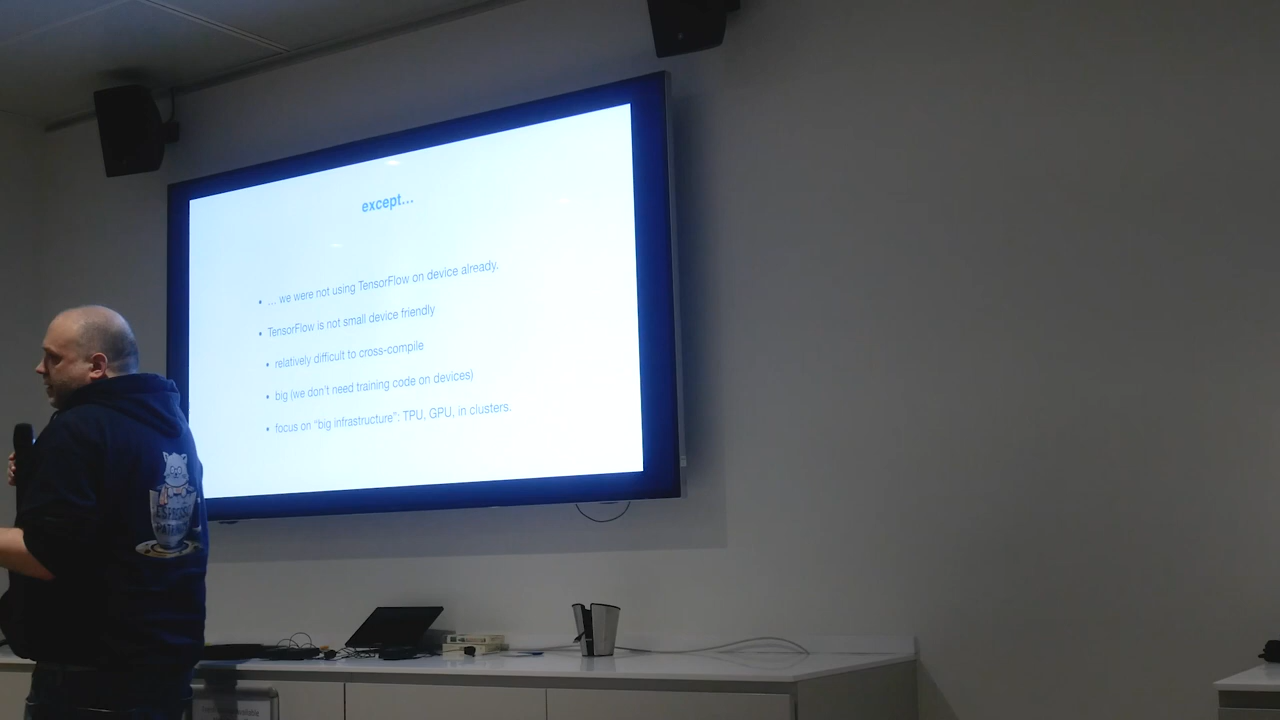 except...
• ... we were not using TensorFlow on device already.
• TensorFlow is not small device friendly
• relatively difficult to cross-compile
• big (we don't need training code on devices)
• focus on "big infrastructure": TPU, GPU, in clusters.